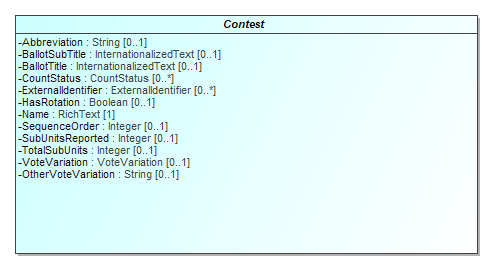 Contest
-Abbreviation : String [0..1]
-BallotSubTitle : InternationalizedText [0..1]
-BallotTitle : InternationalizedText [0..1]
-CountStatus : CountStatus [0..*]
-ExternalIdentifier : ExternalIdentifier [0..*]
-HasRotation : Boolean [0..1]
-Name : RichText [1]
-SequenceOrder : Integer [0..1]
-SubUnitsReported : Integer [0..1]
-TotalSubUnits : Integer [0..1]
-VoteVariation : VoteVariation [0..1]
-OtherVoteVariation : String [0..1]